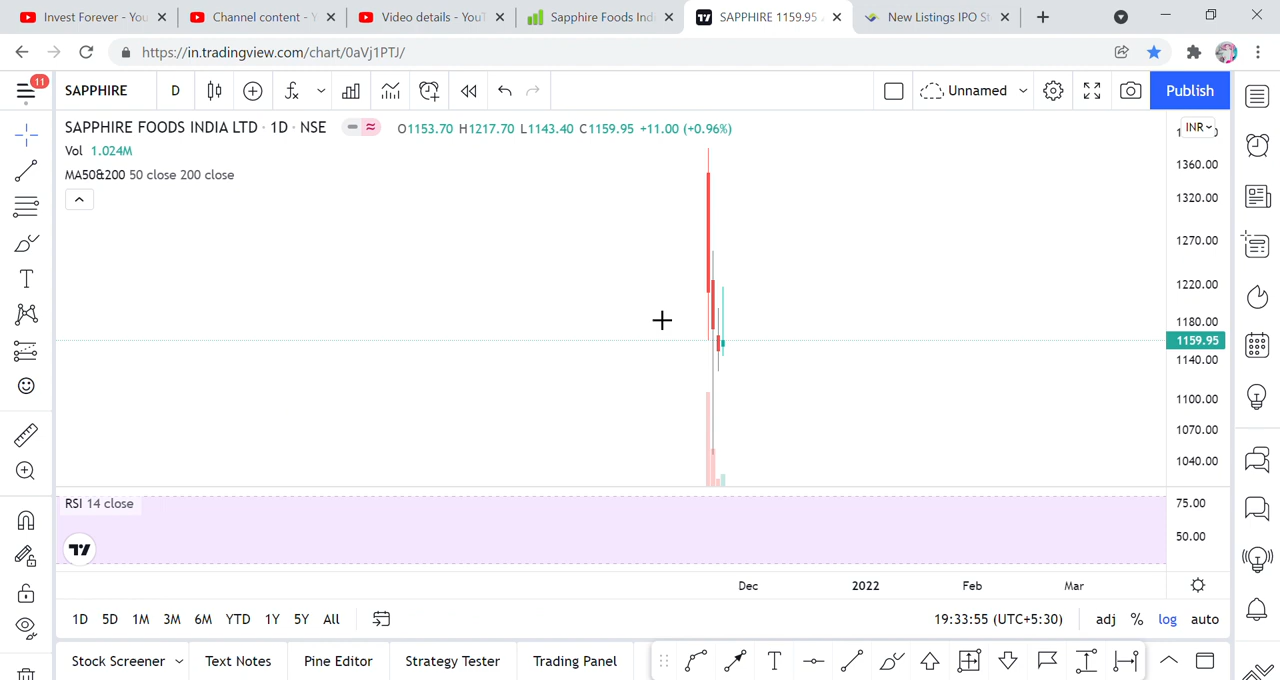 Invest Forever - You
Channel content - Y
Video details - YouT
Sapphire Foods Ind
SAPPHIRE 1159.95
New Listings IPO St
https://in.tradingview.com/chart/0aVj1PTJ/
11
SAPPHIRE
D
Unnamed
Publish
SAPPHIRE FOODS INDIA LTD · 1D · NSE
O1153.70 H1217.70 L1143.40 C1159.95 +11.00 (+0.96%)
INR
Vol 1.024M
1360.00
MA50&200 50 close 200 close
1320.00
1270.00
1220.00
1180.00
1159.95
1140.00
1100.00
1070.00
1040.00
RSI 14 close
75.00
50.00
Dec 2022 Feb Mar
1D 5D 1M 3M 6M YTD 1Y 5Y All
19:33:55 (UTC+5:30)
adj % log auto
Stock Screener
Text Notes
Pine Editor
Strategy Tester
Trading Panel